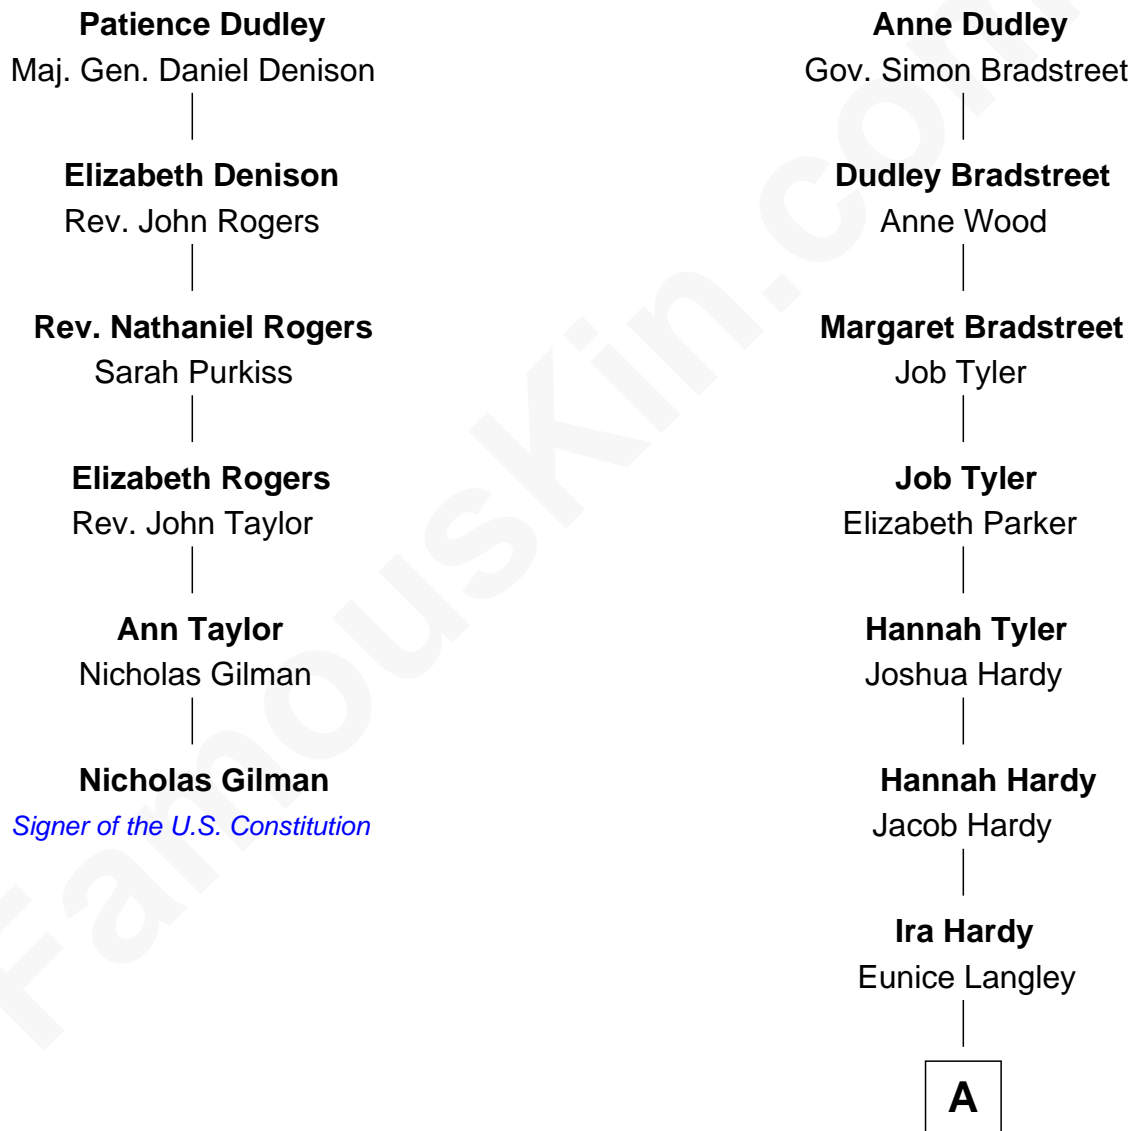 Patience Dudley
Maj. Gen. Daniel Denison
Elizabeth Denison
Rev. John Rogers
Rev. Nathaniel Rogers
Sarah Purkiss
Elizabeth Rogers
Rev. John Taylor
Ann Taylor
Nicholas Gilman
Nicholas Gilman
Signer of the U.S. Constitution
Anne Dudley
Gov. Simon Bradstreet
Dudley Bradstreet
Anne Wood
Margaret Bradstreet
Job Tyler
Job Tyler
Elizabeth Parker
Hannah Tyler
Joshua Hardy
Hannah Hardy
Jacob Hardy
Ira Hardy
Eunice Langley
A
FamousKin.com